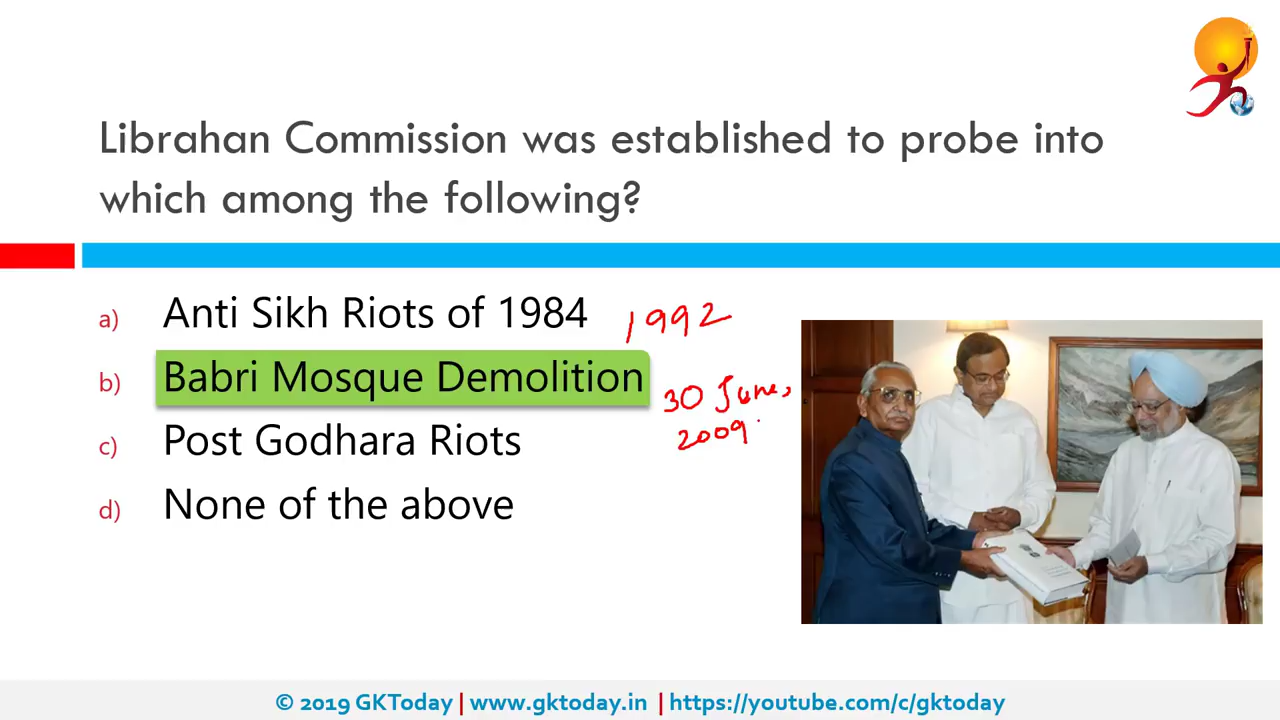 Librahan Commission was established to probe into
which among the following?
a) Anti Sikh Riots of 1984
1992
b) Babri Mosque Demolition
30 June,
2009.
c) Post Godhara Riots
d) None of the above
© 2019 GKToday | www.gktoday.in | https://youtube.com/c/gktoday